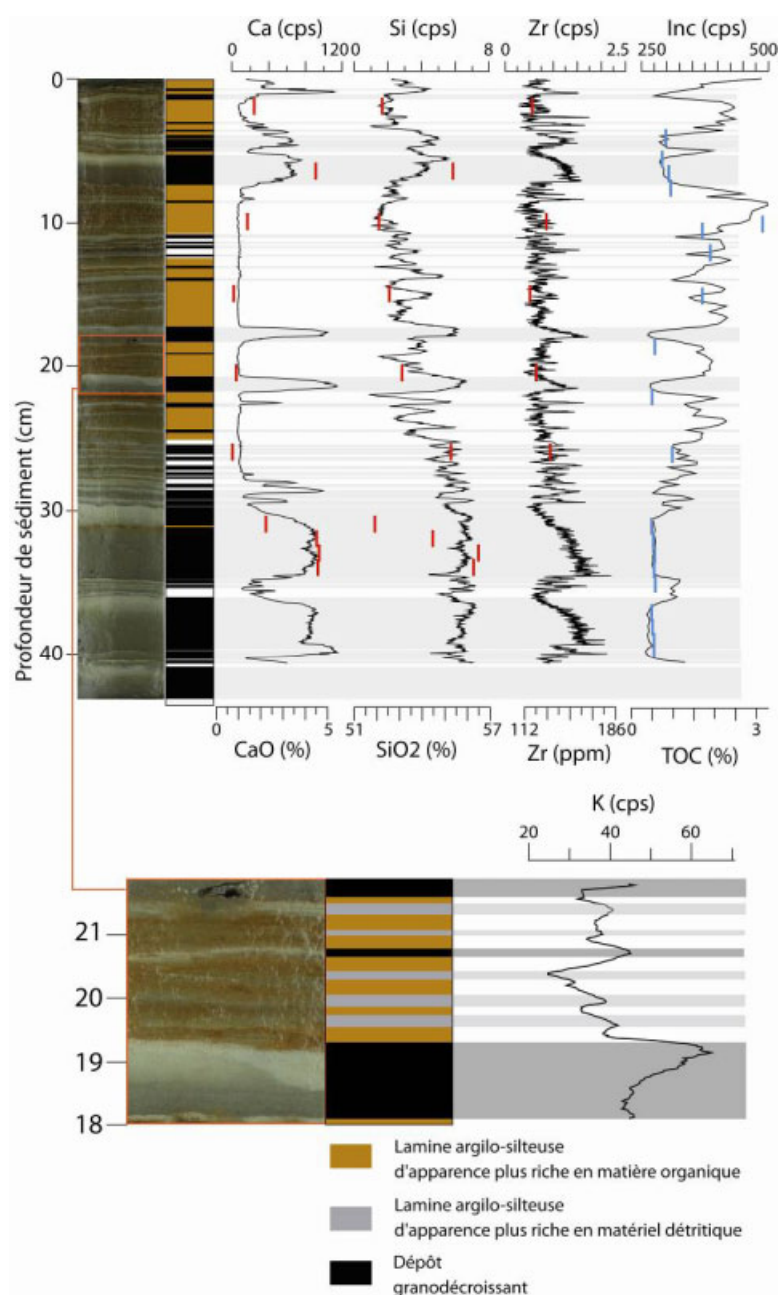 Ca (cps) Si (cps) Zr (cps) Inc (cps)
0 120 0 8 0 2.5 250 500
0
10
20
30
40
Profondeur de sédiment (cm)
0 5 51 57 112 1860 3
CaO (%) SiO2 (%) Zr (ppm) TOC (%)
K (cps)
20 40 60
21
20
19
18
Lamine argilo-silteuse
d'apparence plus riche en matière organique
Lamine argilo-silteuse
d'apparence plus riche en matériel détritique
Dépôt
granodécroissant